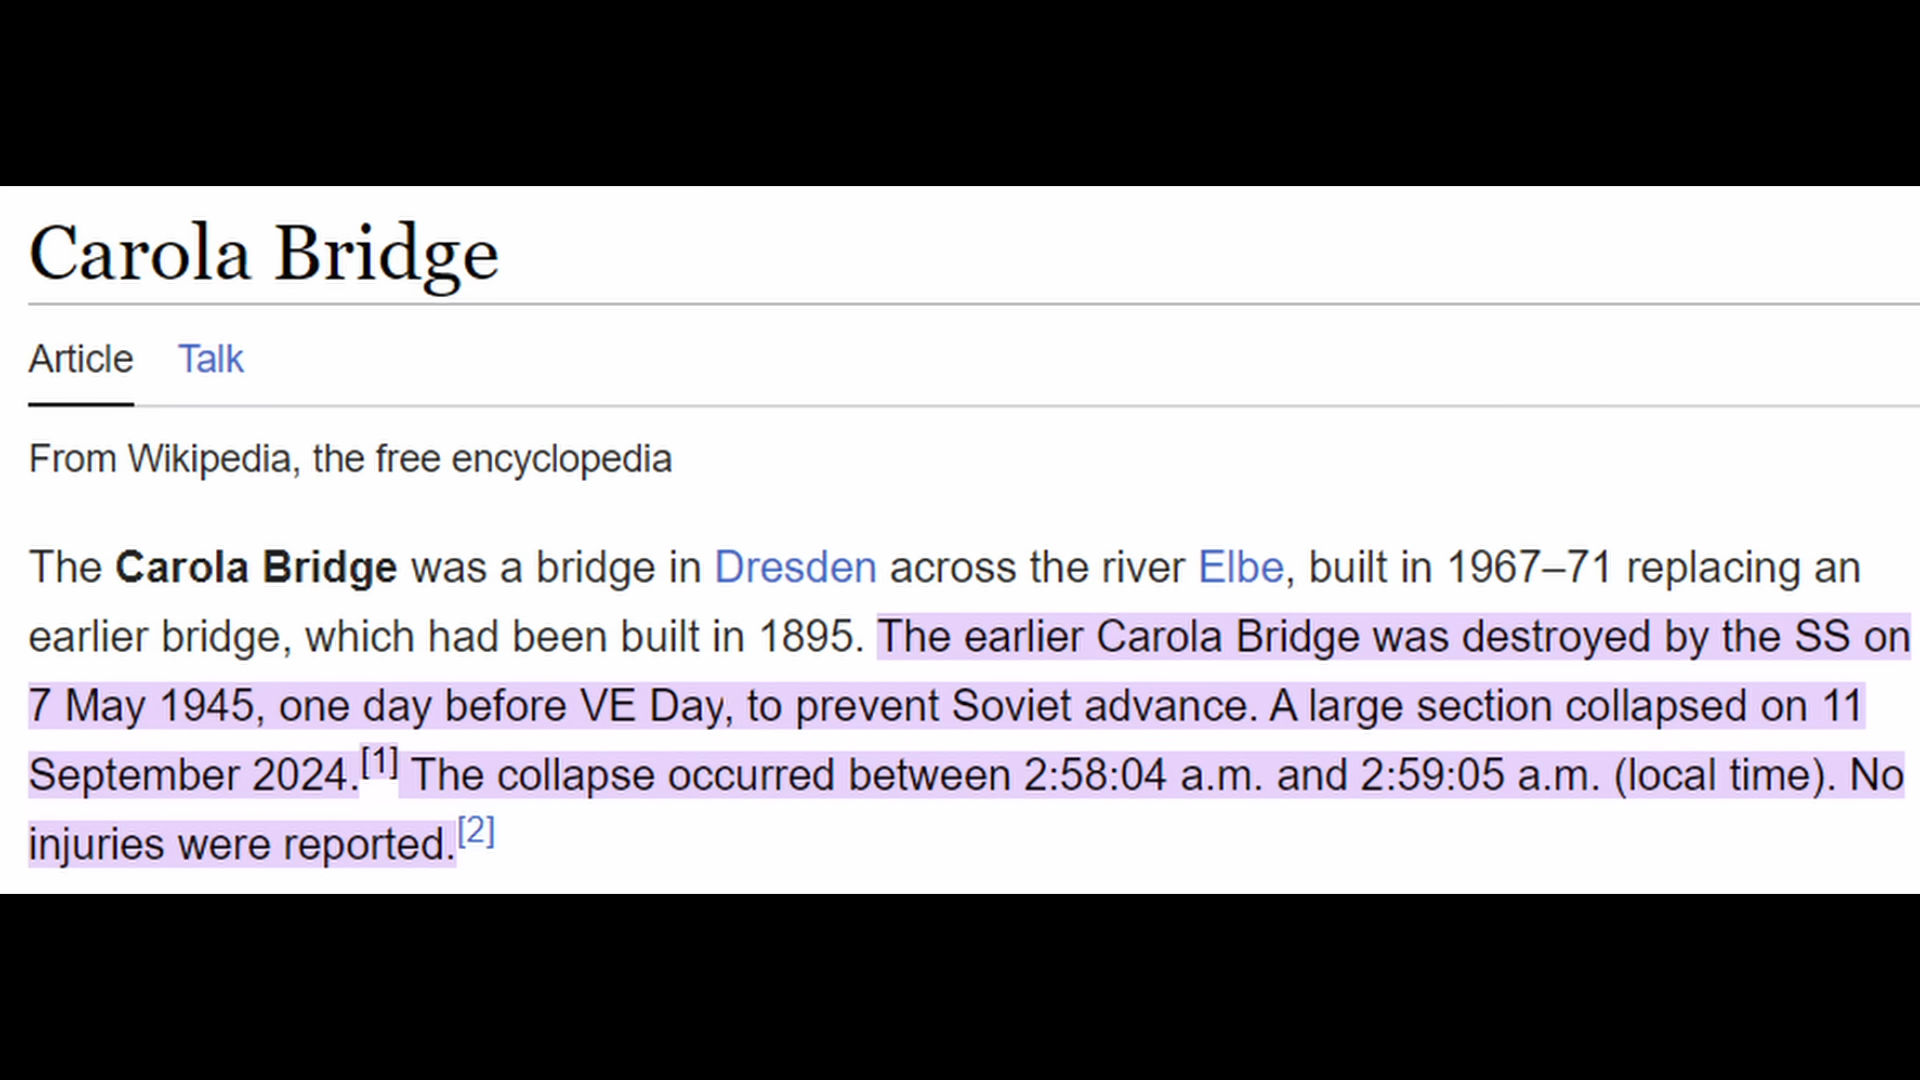 Carola Bridge
Article Talk
From Wikipedia, the free encyclopedia
The Carola Bridge was a bridge in Dresden across the river Elbe, built in 1967–71 replacing an
earlier bridge, which had been built in 1895. The earlier Carola Bridge was destroyed by the SS on
7 May 1945, one day before VE Day, to prevent Soviet advance. A large section collapsed on 11
September 2024.[1] The collapse occurred between 2:58:04 a.m. and 2:59:05 a.m. (local time). No
injuries were reported.[2]